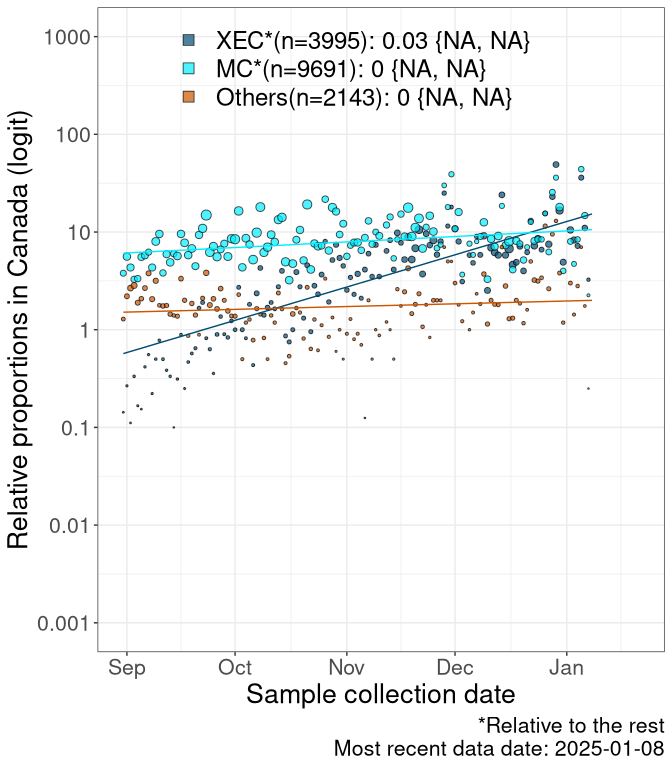 XEC*(n=3995): 0.03 {NA, NA}
MC*(n=9691): 0 {NA, NA}
Others(n=2143): 0 {NA, NA}
Relative proportions in Canada (logit)
1000
100
10
1
0.1
0.01
0.001
Sep Oct Nov Dec Jan
Sample collection date
*Relative to the rest
Most recent data date: 2025-01-08